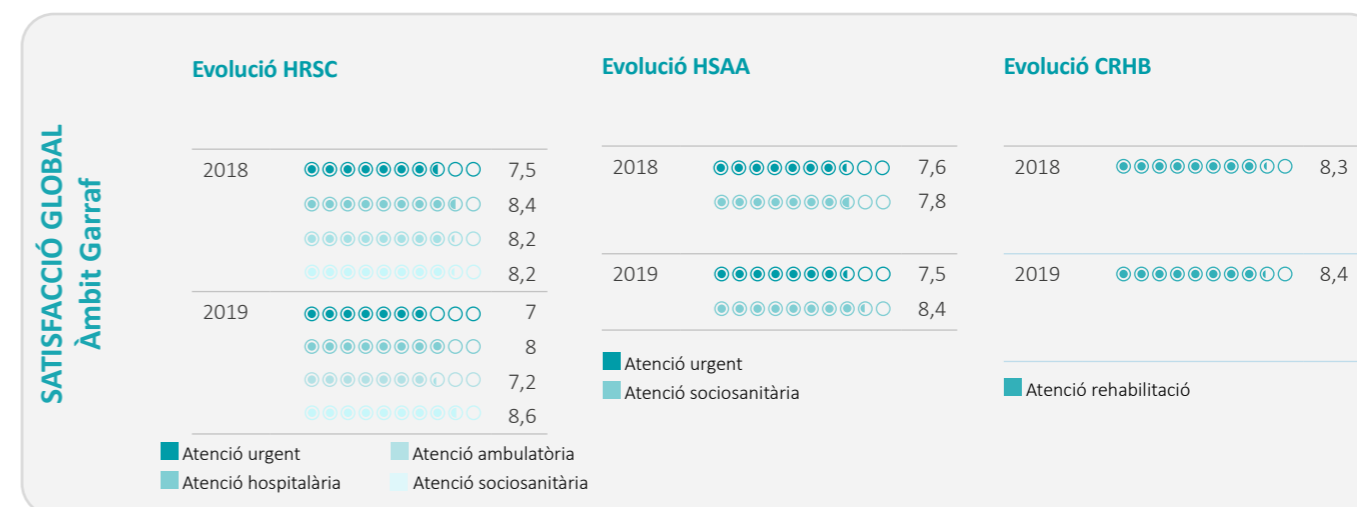 SATISFACCIÓ GLOBAL
Àmbit Garraf
Evolució HRSC
2018 7,5
8,4
8,2
8,2
2019 7
8
7,2
8,6
Atenció urgent
Atenció hospitalària
Atenció ambulatòria
Atenció sociosanitària
Evolució HSAA
2018 7,6
7,8
2019 7,5
8,4
Atenció urgent
Atenció sociosanitària
Evolució CRHB
2018 8,3
2019 8,4
Atenció rehabilitació